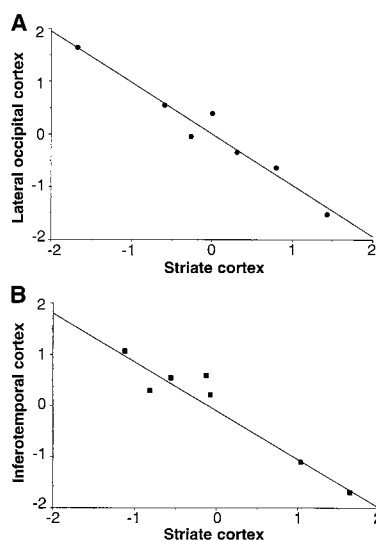 A
Lateral occipital cortex
2
1
0
-1
-2
-2 -1 0 1 2
Striate cortex
B
Inferotemporal cortex
2
1
0
-1
-2
-2 -1 0 1 2
Striate cortex